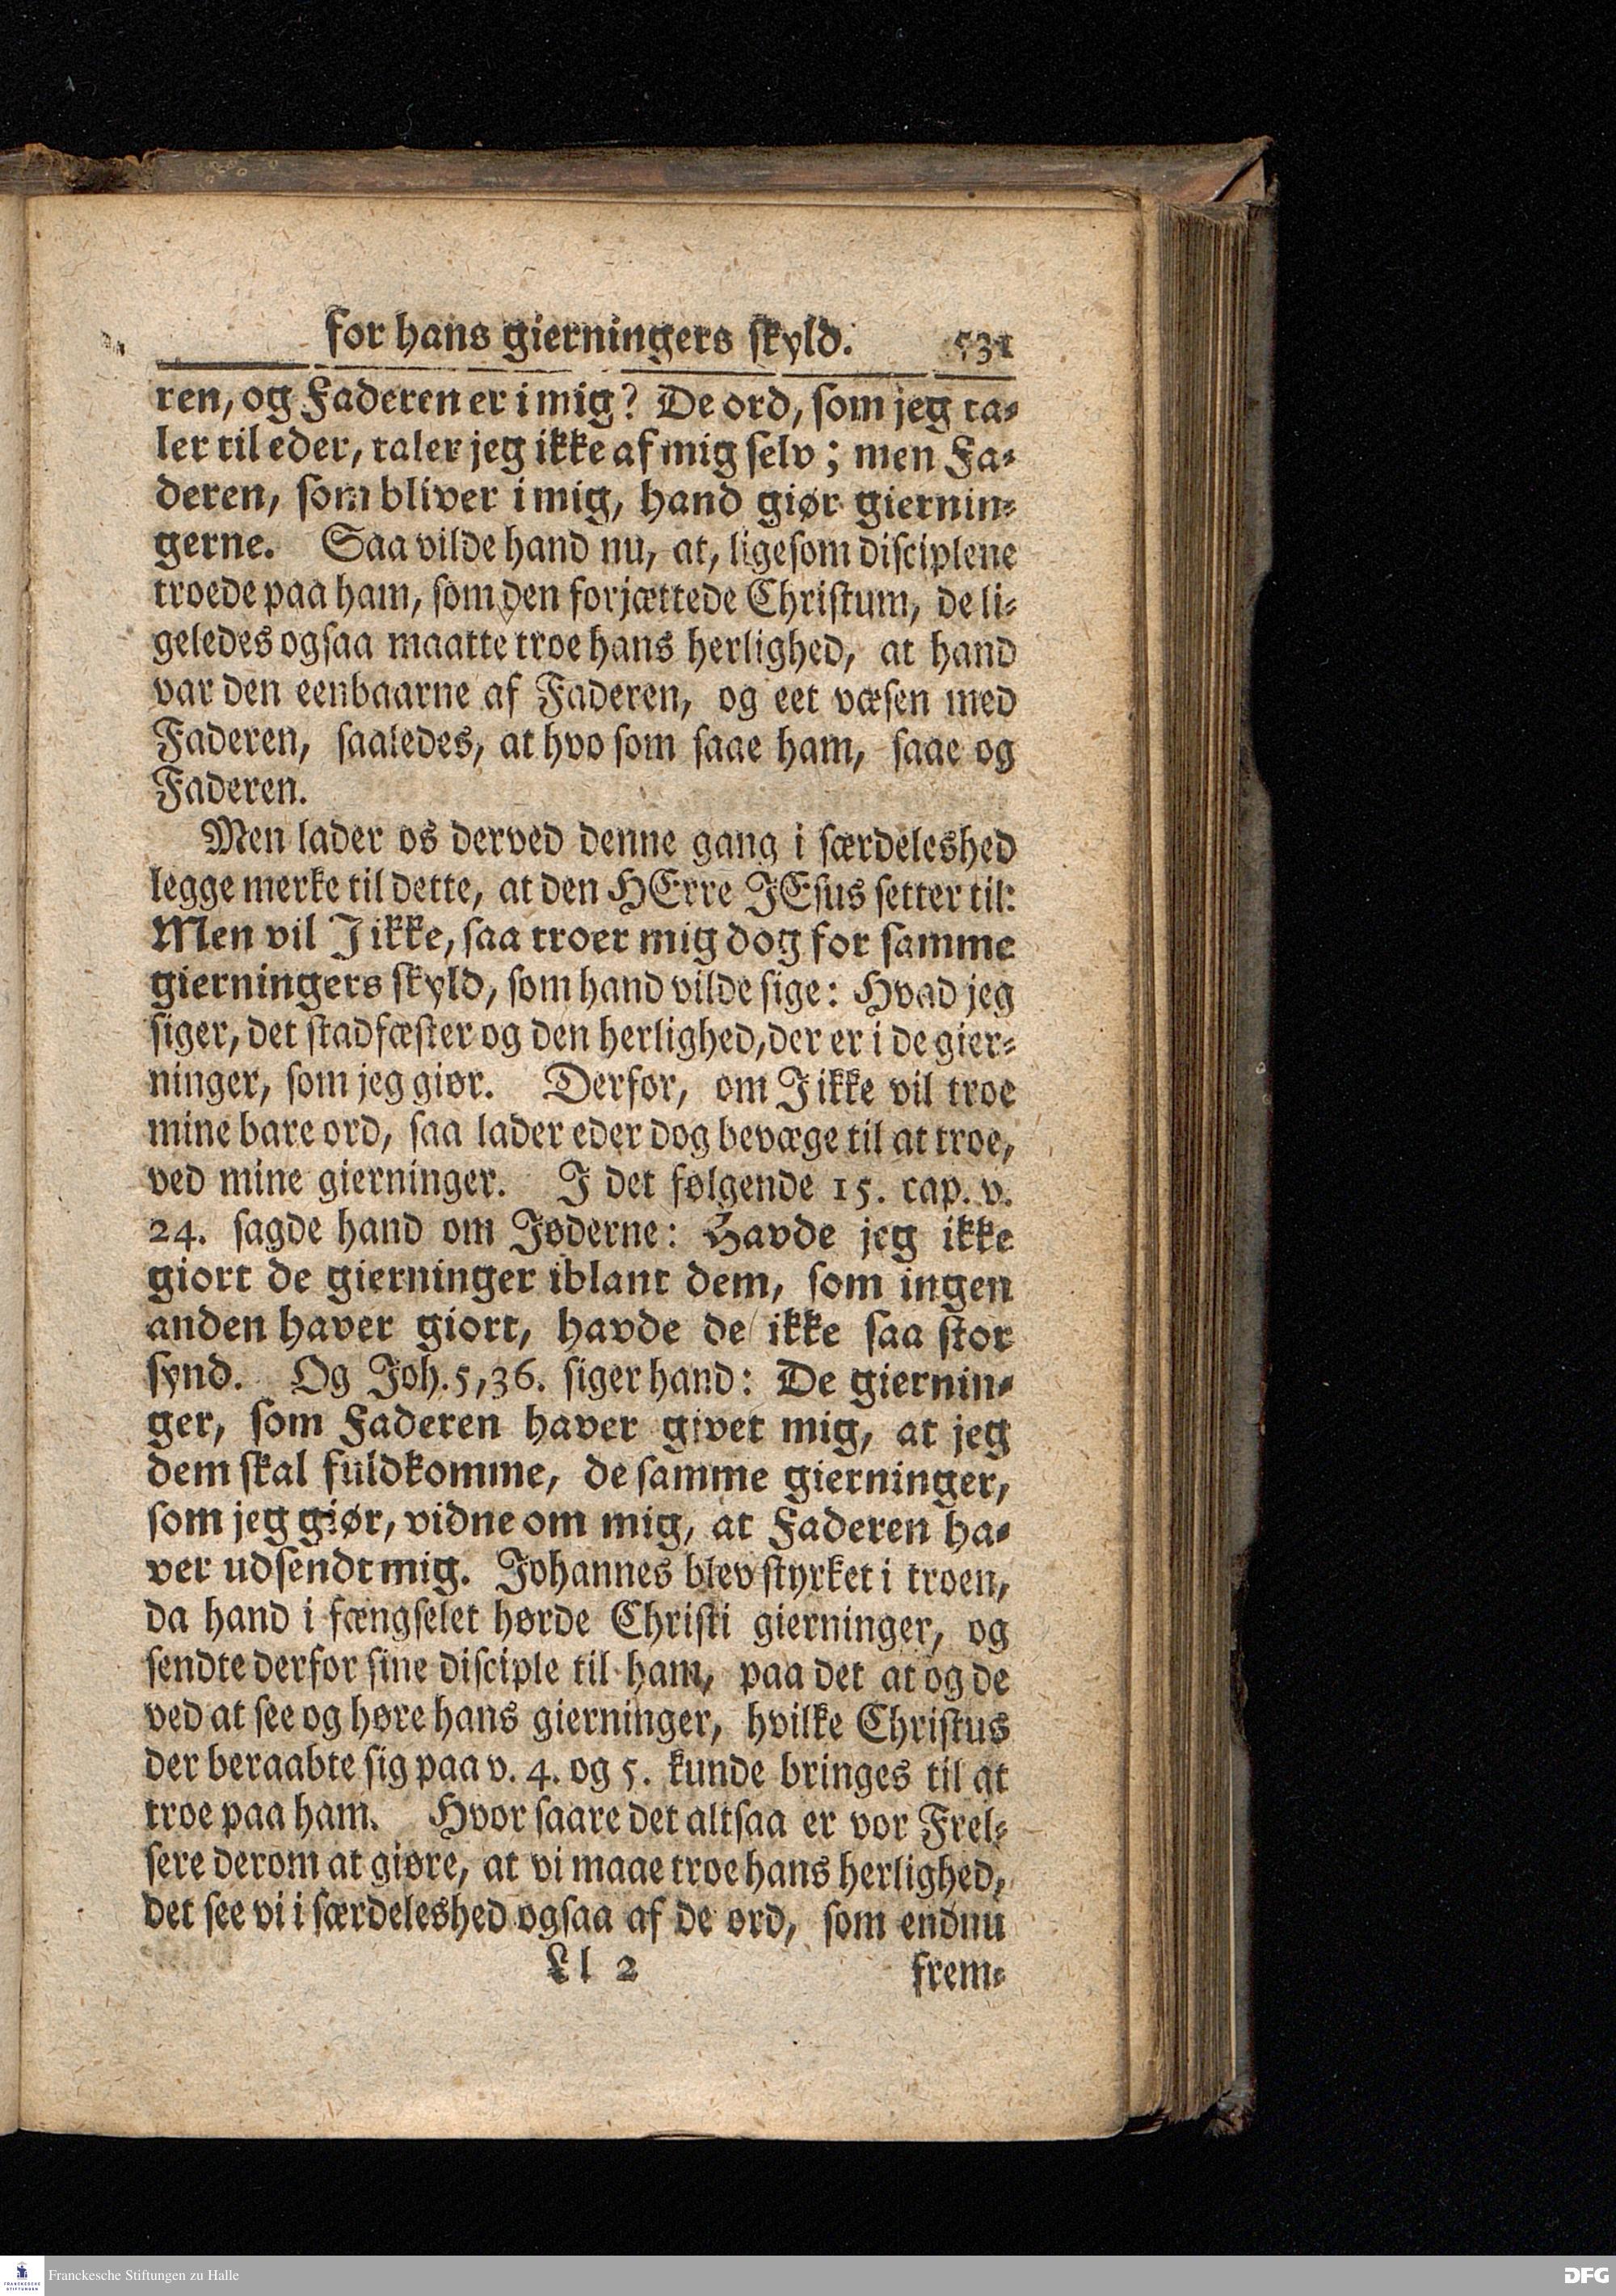 for hans gierningers skyld. 531
ren, og Faderen er i mig? De ord, som jeg ta-
ler til eder, taler jeg ikke af mig selv; men Fa-
deren, som bliver i mig, hand giør giernin-
gerne. Saa vilde hand nu, at, ligesom disciplene
troede paa ham, som den forjættede Christum, de li-
geledes ogsaa maatte troe hans herlighed, at hand
var den eenbaarne af Faderen, og eet væsen med
Faderen, saaledes, at hvo som saae ham, saae og
Faderen.
Men lader os derved denne gang i særdeleshed
legge merke til dette, at den HErre JEsus setter til:
Men vil I ikke, saa troer mig dog for samme
gierningers skyld, som hand vilde sige: Hvad jeg
siger, det stadfæster og den herlighed, der er i de gier-
ninger, som jeg giør. Derfor, om I ikke vil troe
mine bare ord, saa lader eder dog bevæge til at troe,
ved mine gierninger. I det følgende 15. cap. v.
24. sagde hand om Jøderne: Havde jeg ikke
giort de gierninger iblant dem, som ingen
anden haver giort, havde de ikke saa stor
synd. Og Joh. 5, 36. siger hand: De giernin-
ger, som Faderen haver givet mig, at jeg
dem skal fuldkomme, de samme gierninger,
som jeg giør, vidne om mig, at Faderen ha-
ver udsendt mig. Johannes blev styrket i troen,
da hand i fængselet hørde Christi gierninger, og
sendte derfor sine disciple til ham, paa det at og de
ved at see og høre hans gierninger, hvilke Christus
der beraabte sig paa v. 4. og 5. kunde bringes til at
troe paa ham. Hvor saare det altsaa er vor Frel-
sere derom at giøre, at vi maae troe hans herlighed,
det see vi i særdeleshed ogsaa af de ord, som endnu
Ll 2 frem-
FRANCKESCHE STIFTUNGEN
Franckesche Stiftungen zu Halle
DFG